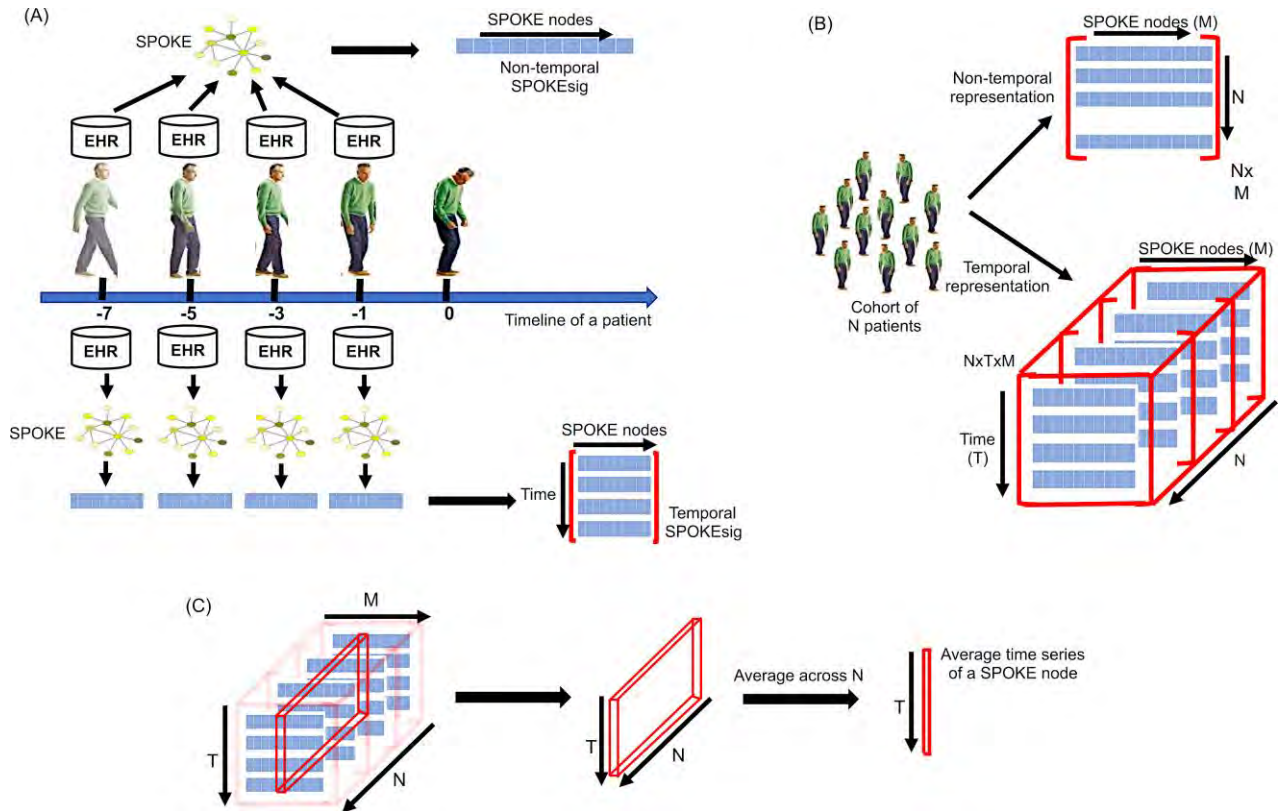 (A)
SPOKE
SPOKE nodes
Non-temporal
SPOKEsig
EHR EHR EHR EHR
-7 -5 -3 -1 0
Timeline of a patient
EHR EHR EHR EHR
SPOKE
SPOKE nodes
Time
Temporal
SPOKEsig
(B)
SPOKE nodes (M)
Non-temporal
representation
N
Nx
M
Cohort of
N patients
Temporal
representation
SPOKE nodes (M)
NxTxM
Time
(T)
N
(C)
M
T
N
T
N
Average across N
T
Average time series
of a SPOKE node